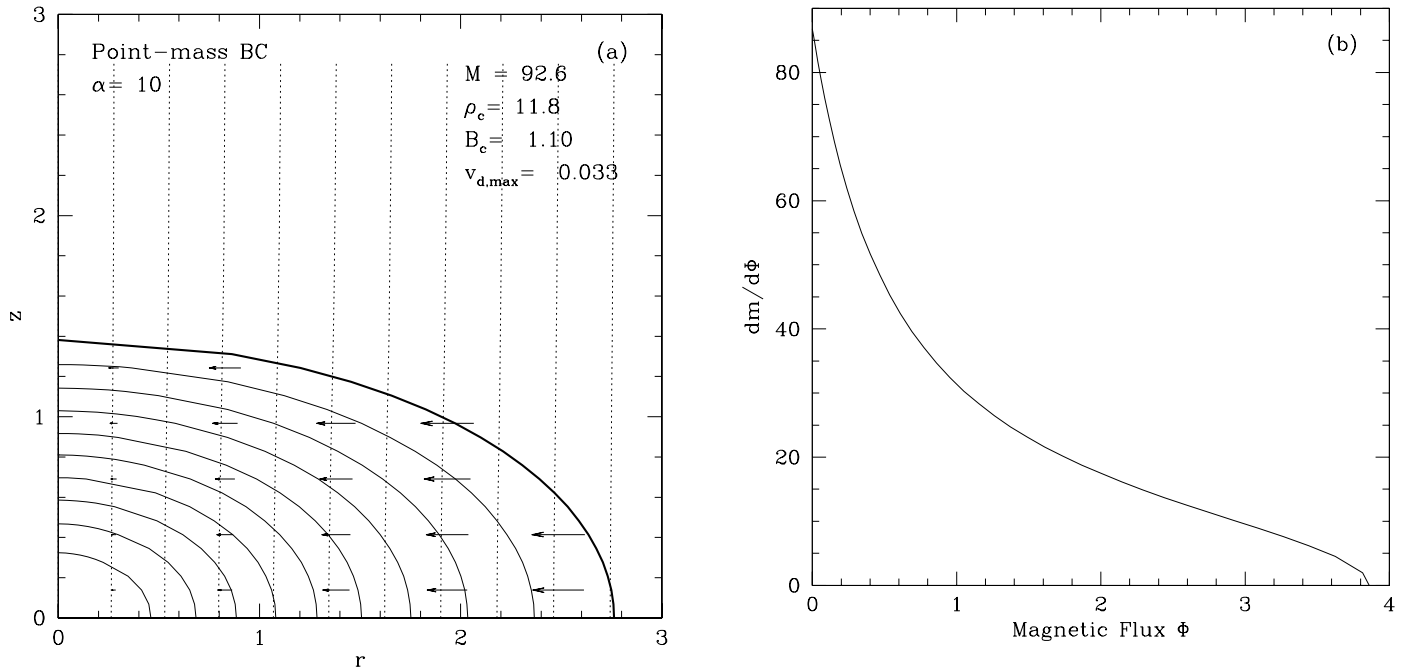 Point-mass BC
(a)
α= 10
M = 92.6
ρc= 11.8
Bc= 1.10
vd,max= 0.033
3
2
1
0
z
0 1 2 3
r
(b)
80
60
40
20
0
dm/dΦ
0 1 2 3 4
Magnetic Flux Φ